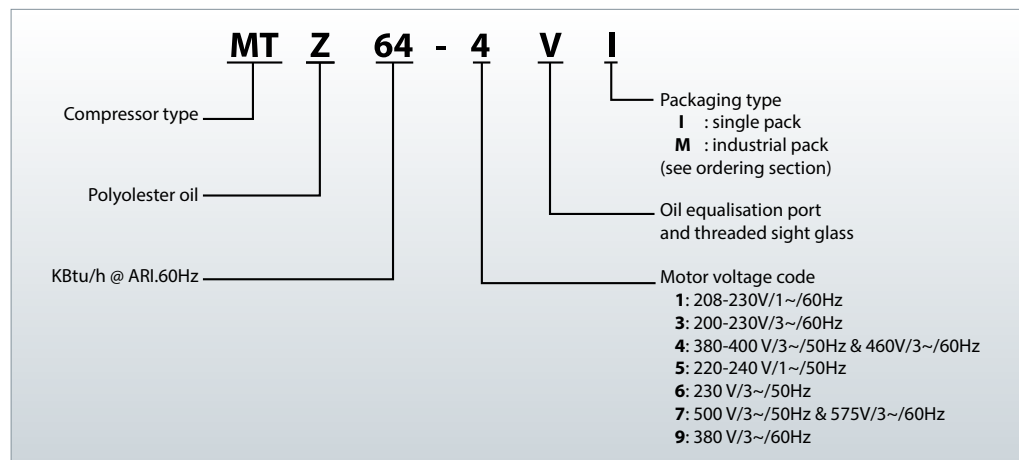 MT Z 64 - 4 V I
Compressor type
Polyolester oil
KBtu/h @ ARI.60Hz
Packaging type
I : single pack
M : industrial pack
(see ordering section)
Oil equalisation port
and threaded sight glass
Motor voltage code
1: 208-230V/1~/60Hz
3: 200-230V/3~/60Hz
4: 380-400 V/3~/50Hz & 460V/3~/60Hz
5: 220-240 V/1~/50Hz
6: 230 V/3~/50Hz
7: 500 V/3~/50Hz & 575V/3~/60Hz
9: 380 V/3~/60Hz